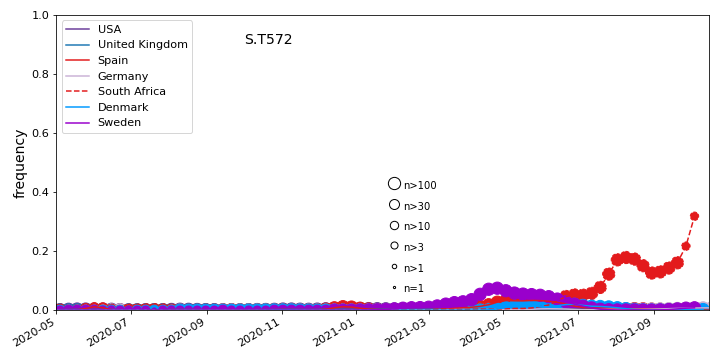 S.T572
USA
United Kingdom
Spain
Germany
South Africa
Denmark
Sweden
n>100
n>30
n>10
n>3
n>1
n=1
frequency
1.0
0.8
0.6
0.4
0.2
0.0
2020-05
2020-07
2020-09
2020-11
2021-01
2021-03
2021-05
2021-07
2021-09